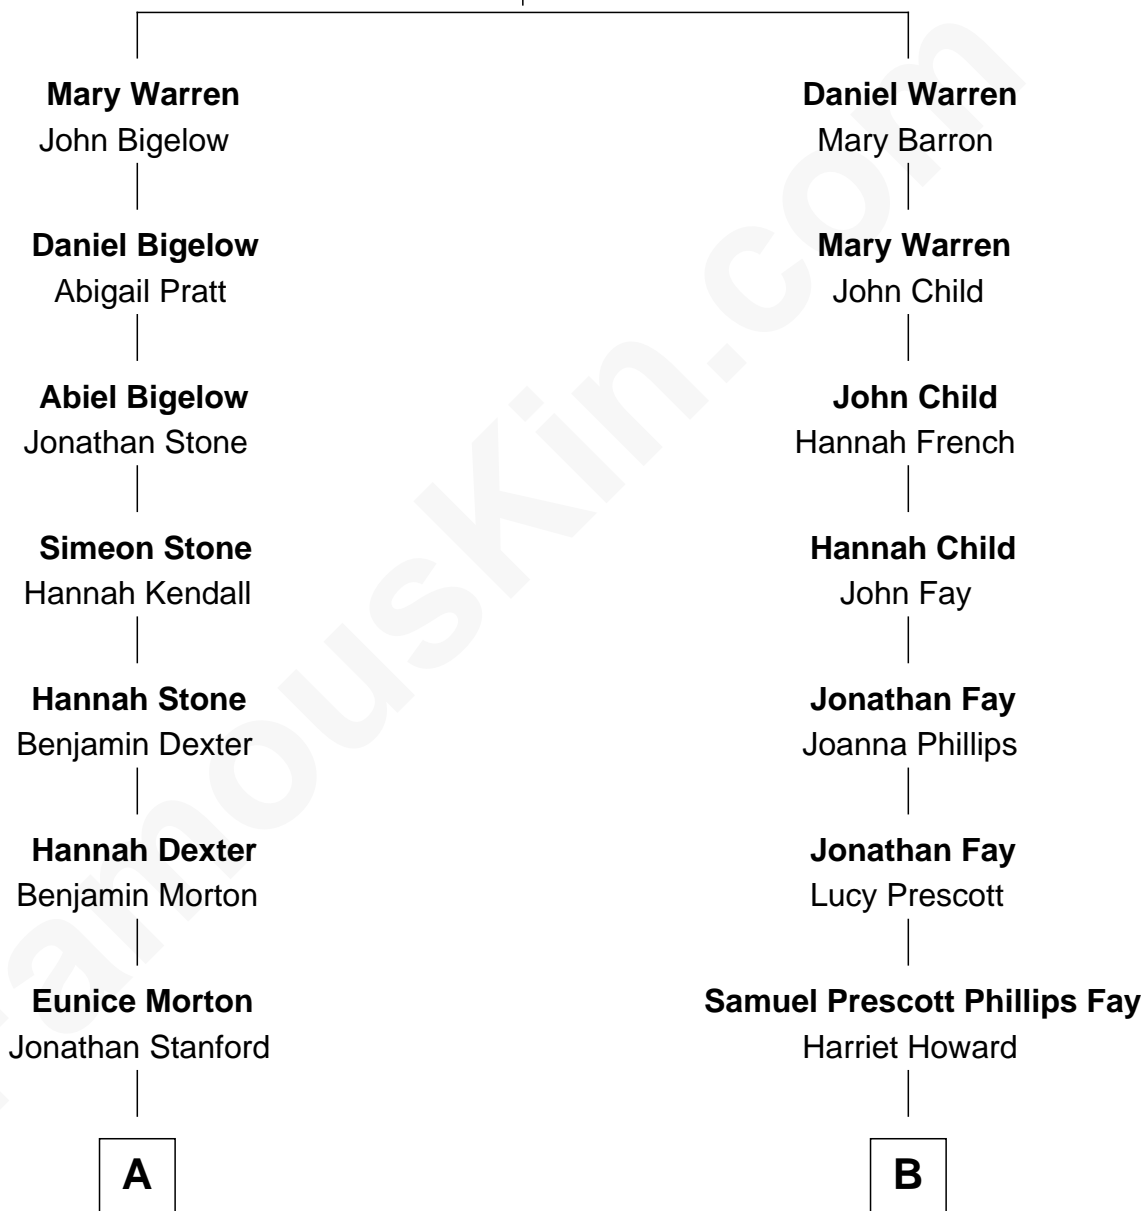 Mary Warren
John Bigelow
Daniel Warren
Mary Barron
Daniel Bigelow
Abigail Pratt
Mary Warren
John Child
Abiel Bigelow
Jonathan Stone
John Child
Hannah French
Simeon Stone
Hannah Kendall
Hannah Child
John Fay
Hannah Stone
Benjamin Dexter
Jonathan Fay
Joanna Phillips
Hannah Dexter
Benjamin Morton
Jonathan Fay
Lucy Prescott
Eunice Morton
Jonathan Stanford
Samuel Prescott Phillips Fay
Harriet Howard
A
B
FamousKin.com